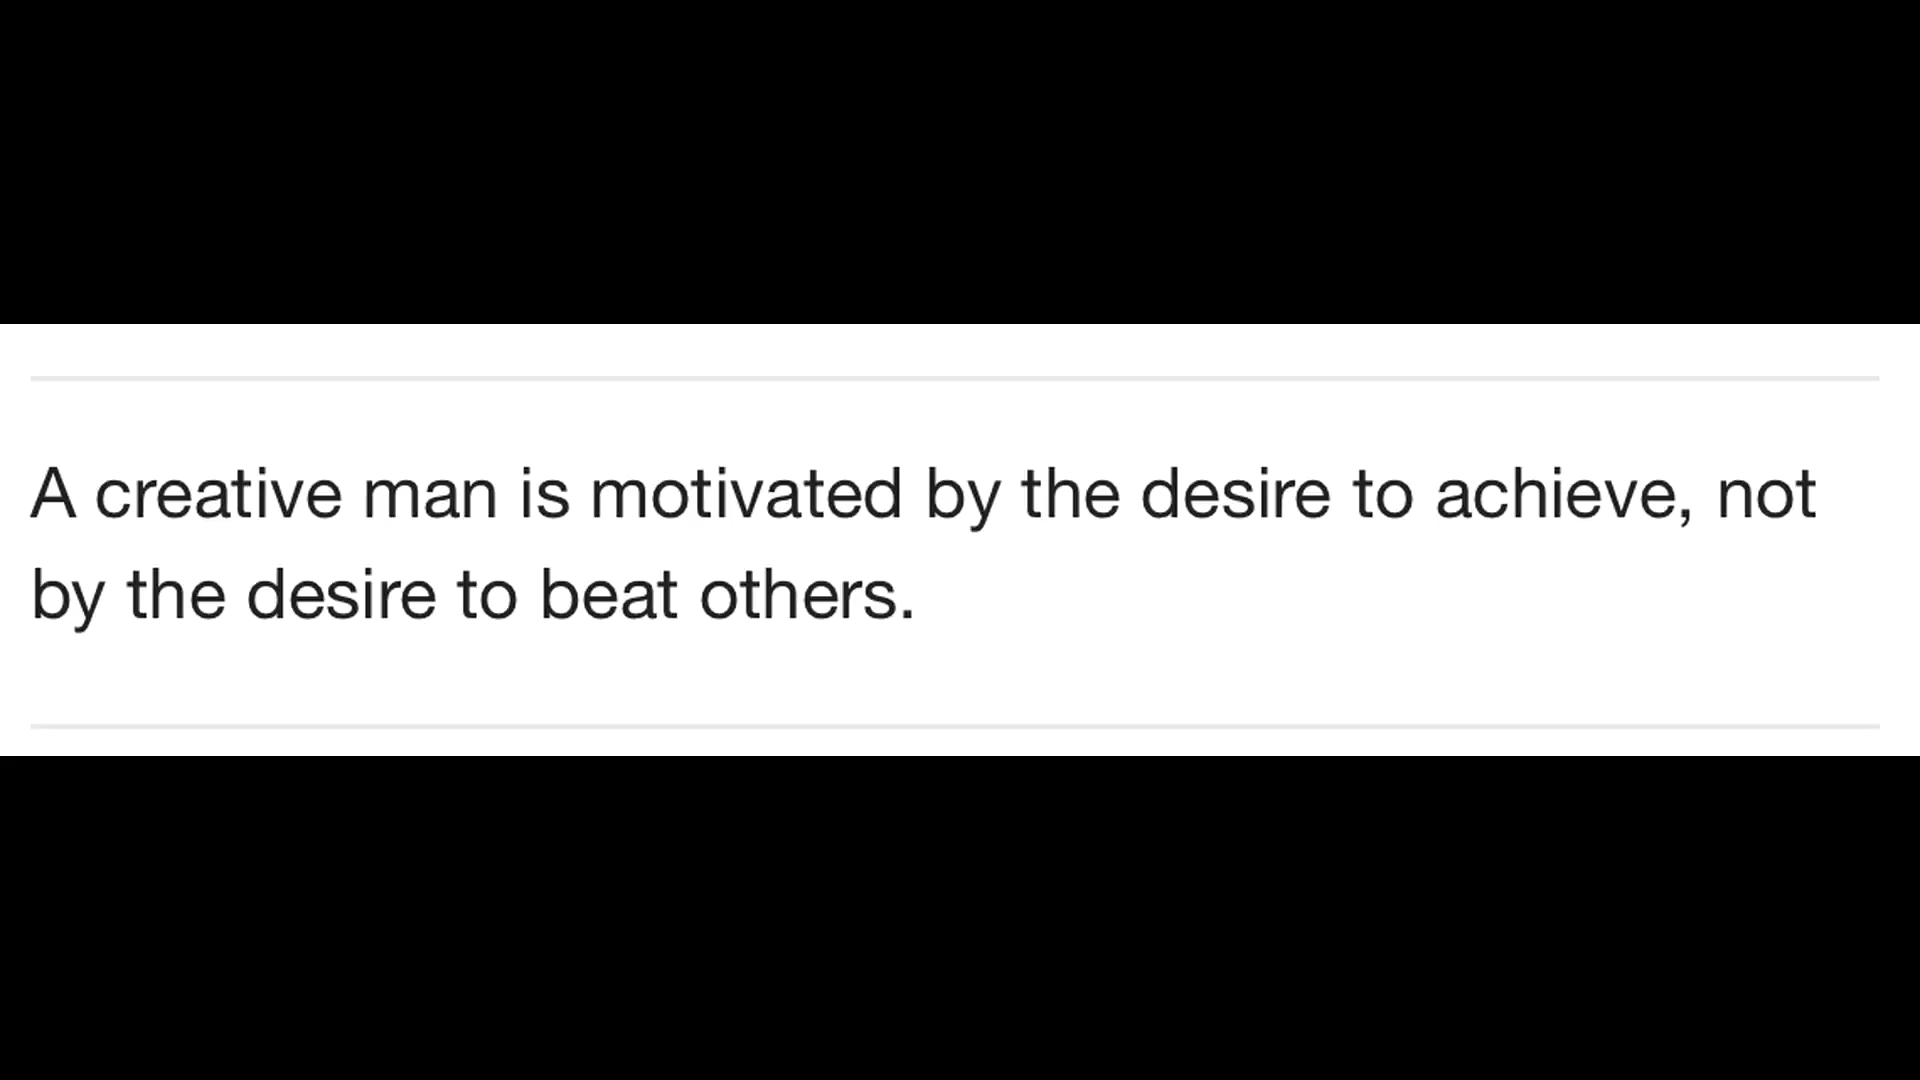 A creative man is motivated by the desire to achieve, not
by the desire to beat others.